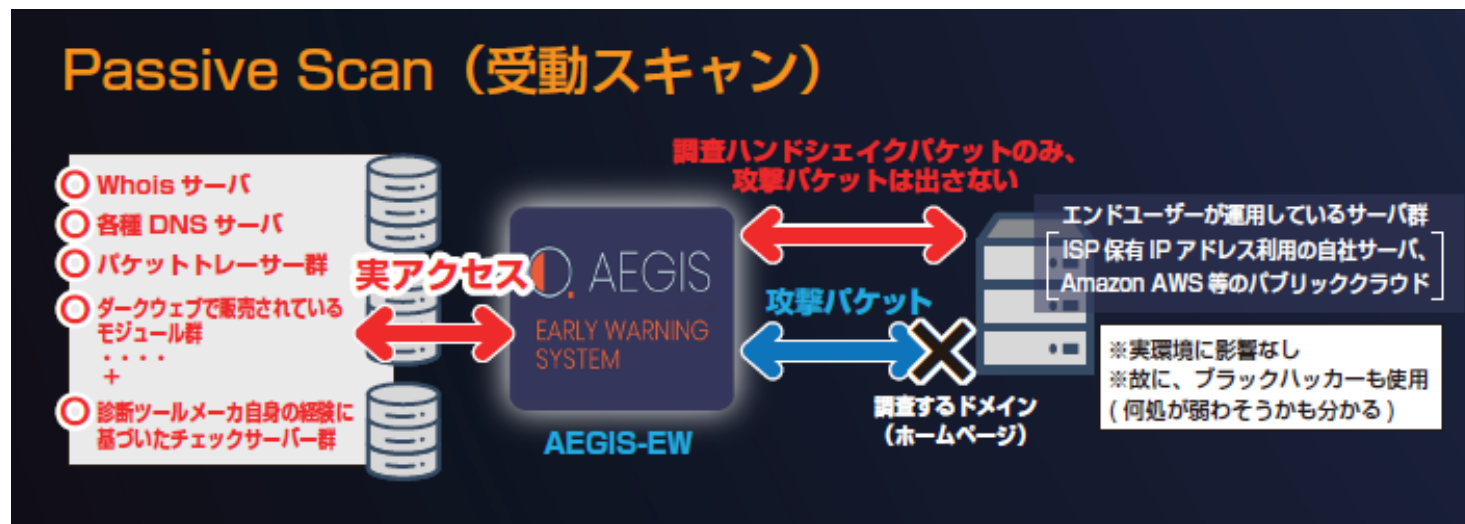 Passive Scan（受動スキャン）
Whois サーバ
各種 DNS サーバ
パケットトレーサー群
ダークウェブで販売されている
モジュール群
・・・・
+
診断ツールメーカ自身の経験に
基づいたチェックサーバー群
実アクセス
AEGIS
EARLY WARNING
SYSTEM
AEGIS-EW
調査ハンドシェイクパケットのみ、
攻撃パケットは出さない
攻撃パケット
調査するドメイン
（ホームページ）
エンドユーザーが運用しているサーバ群
ISP 保有 IP アドレス利用の自社サーバ、
Amazon AWS 等のパブリッククラウド
※実環境に影響なし
※故に、ブラックハッカーも使用
( 何処が弱わそうかも分かる )